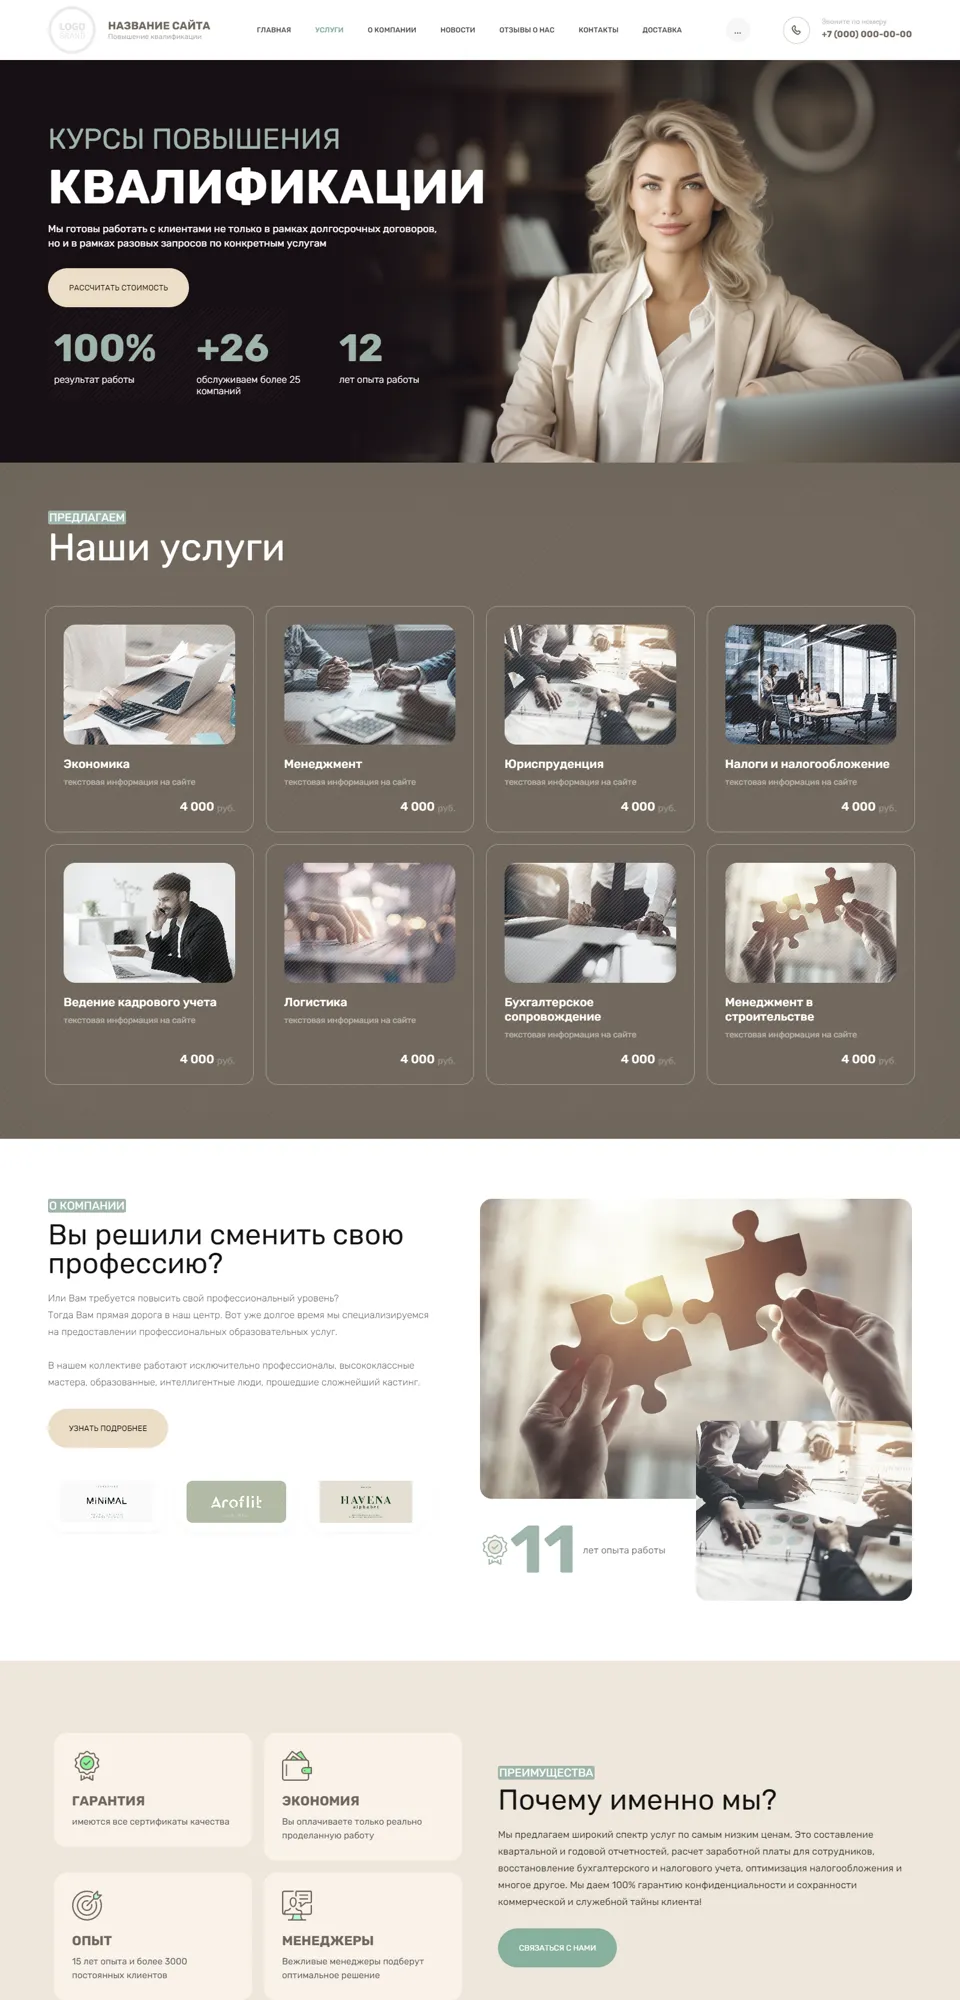 LOGO
BRAND
НАЗВАНИЕ САЙТА
Повышение квалификации
ГЛАВНАЯ
УСЛУГИ
О КОМПАНИИ
НОВОСТИ
ОТЗЫВЫ О НАС
КОНТАКТЫ
ДОСТАВКА
...
Звоните по номеру
+7 (000) 000-00-00
КУРСЫ ПОВЫШЕНИЯ
КВАЛИФИКАЦИИ
Мы готовы работать с клиентами не только в рамках долгосрочных договоров,
но и в рамках разовых запросов по конкретным услугам
РАССЧИТАТЬ СТОИМОСТЬ
100%
результат работы
+26
обслуживаем более 25
компаний
12
лет опыта работы
ПРЕДЛАГАЕМ
Наши услуги
Экономика
текстовая информация на сайте
4 000 руб.
Менеджмент
текстовая информация на сайте
4 000 руб.
Юриспруденция
текстовая информация на сайте
4 000 руб.
Налоги и налогообложение
текстовая информация на сайте
4 000 руб.
Ведение кадрового учета
текстовая информация на сайте
4 000 руб.
Логистика
текстовая информация на сайте
4 000 руб.
Бухгалтерское
сопровождение
текстовая информация на сайте
4 000 руб.
Менеджмент в
строительстве
текстовая информация на сайте
4 000 руб.
О КОМПАНИИ
Вы решили сменить свою
профессию?
Или Вам требуется повысить свой профессиональный уровень?
Тогда Вам прямая дорога в наш центр. Вот уже долгое время мы специализируемся
на предоставлении профессиональных образовательных услуг.
В нашем коллективе работают исключительно профессионалы, высококлассные
мастера, образованные, интеллигентные люди, прошедшие сложнейший кастинг.
УЗНАТЬ ПОДРОБНЕЕ
MINIMAL
Aroflit
HAVENA
alphabet
11
лет опыта работы
ГАРАНТИЯ
имеются все сертификаты качества
ЭКОНОМИЯ
Вы оплачиваете только реально
проделанную работу
ОПЫТ
15 лет опыта и более 3000
постоянных клиентов
МЕНЕДЖЕРЫ
Вежливые менеджеры подберут
оптимальное решение
ПРЕИМУЩЕСТВА
Почему именно мы?
Мы предлагаем широкий спектр услуг по самым низким ценам. Это составление
квартальной и годовой отчетностей, расчет заработной платы для сотрудников,
восстановление бухгалтерского и налогового учета, оптимизация налогообложения и
многое другое. Мы даем 100% гарантию конфиденциальности и сохранности
коммерческой и служебной тайны клиента!
СВЯЗАТЬСЯ С НАМИ